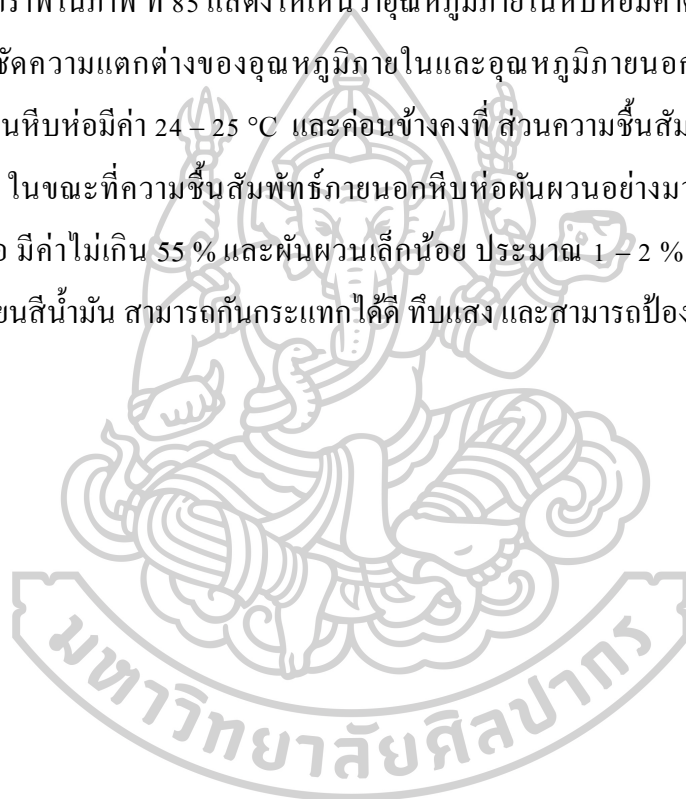 ราฟในภาพ ที่ 85 แสดงให้เห็นว่าอุณหภูมิภายในหีบห่อมีค่า
ชัดความแตกต่างของอุณหภูมิภายในและอุณหภูมิภายนอก
นหีบห่อมีค่า 24 – 25 °C และค่อนข้างคงที่ ส่วนความชื้นสัม
ในขณะที่ความชื้นสัมพัทธ์ภายนอกหีบห่อผันผวนอย่างมา
อ มีค่าไม่เกิน 55 % และผันผวนเล็กน้อย ประมาณ 1 – 2 %
ยนสีน้ำมัน สามารถกันกระแทกได้ดี ทึบแสง และสามารถป้อง
มหาวิทยาลัยศิลปากร